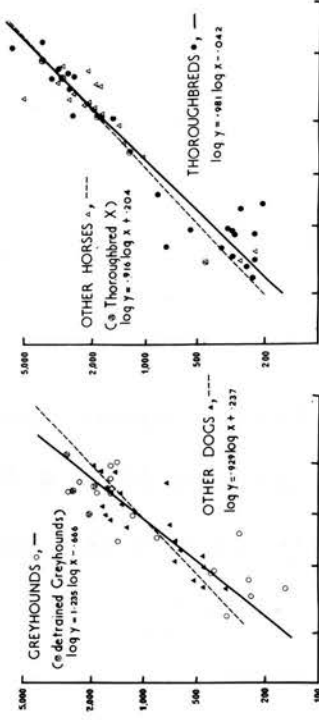 5,000
GREYHOUNDS ○, —
(⊛ detrained Greyhounds)
log y = 1·235 log X − ·666
2,000
1,000
500
OTHER DOGS ▲, ---
log y = ·929 log X + ·237
200
100
5,000
OTHER HORSES △, ---
(⊛ Thoroughbred X)
log y = ·916 log X + ·204
2,000
1,000
THOROUGHBREDS ●, —
log y = ·981 log X − ·042
500
200